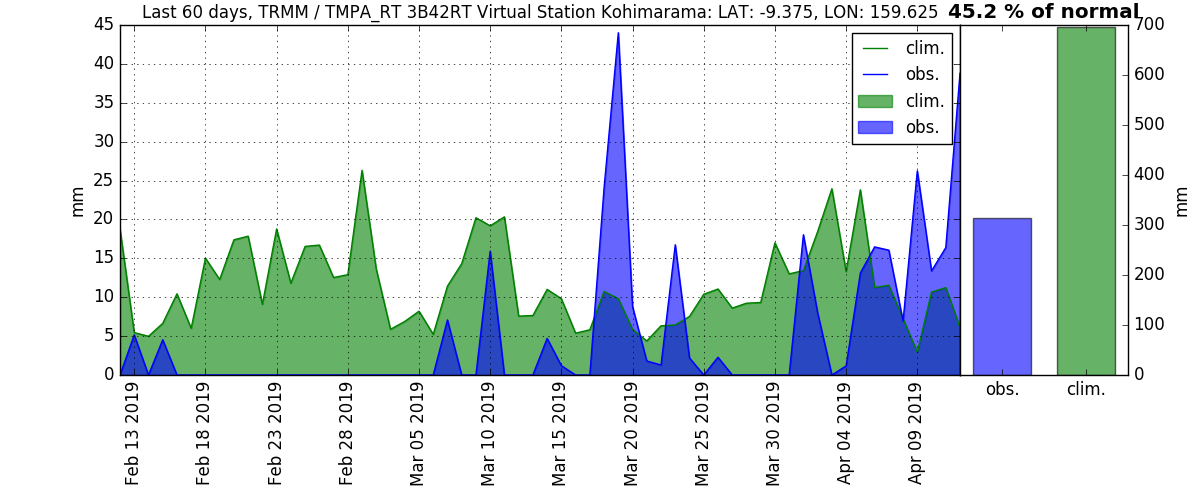 Last 60 days, TRMM / TMPA_RT 3B42RT Virtual Station Kohimarama: LAT: -9.375, LON: 159.625
45.2 % of normal
45
40
35
30
25
20
15
10
5
0
mm
clim.
obs.
clim.
obs.
700
600
500
400
300
200
100
0
mm
Feb 13 2019
Feb 18 2019
Feb 23 2019
Feb 28 2019
Mar 05 2019
Mar 10 2019
Mar 15 2019
Mar 20 2019
Mar 25 2019
Mar 30 2019
Apr 04 2019
Apr 09 2019
obs.
clim.